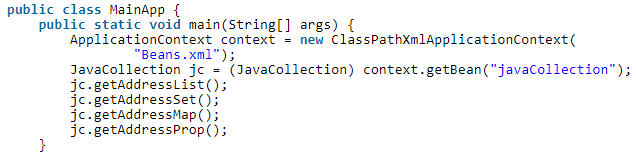 public class MainApp {
    public static void main(String[] args) {
        ApplicationContext context = new ClassPathXmlApplicationContext(
                "Beans.xml");
        JavaCollection jc = (JavaCollection) context.getBean("javaCollection");
        jc.getAddressList();
        jc.getAddressSet();
        jc.getAddressMap();
        jc.getAddressProp();
    }